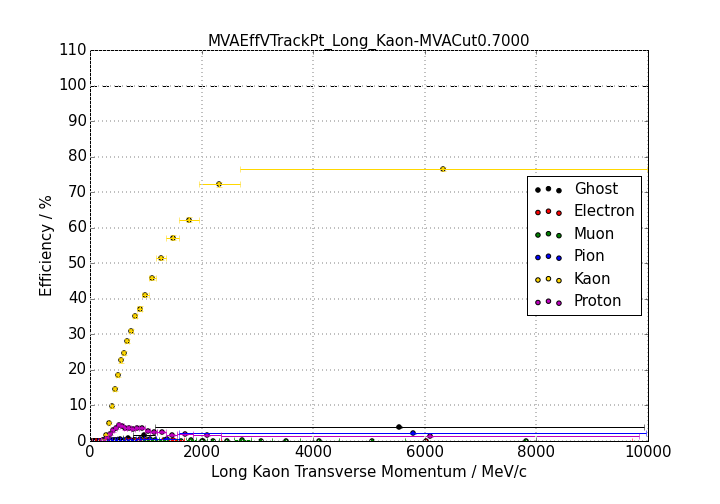 MVAEffVTrackPt_Long_Kaon-MVACut0.7000
110
100
90
80
70
60
50
40
30
20
10
0
Efficiency / %
Ghost
Electron
Muon
Pion
Kaon
Proton
0 2000 4000 6000 8000 10000
Long Kaon Transverse Momentum / MeV/c